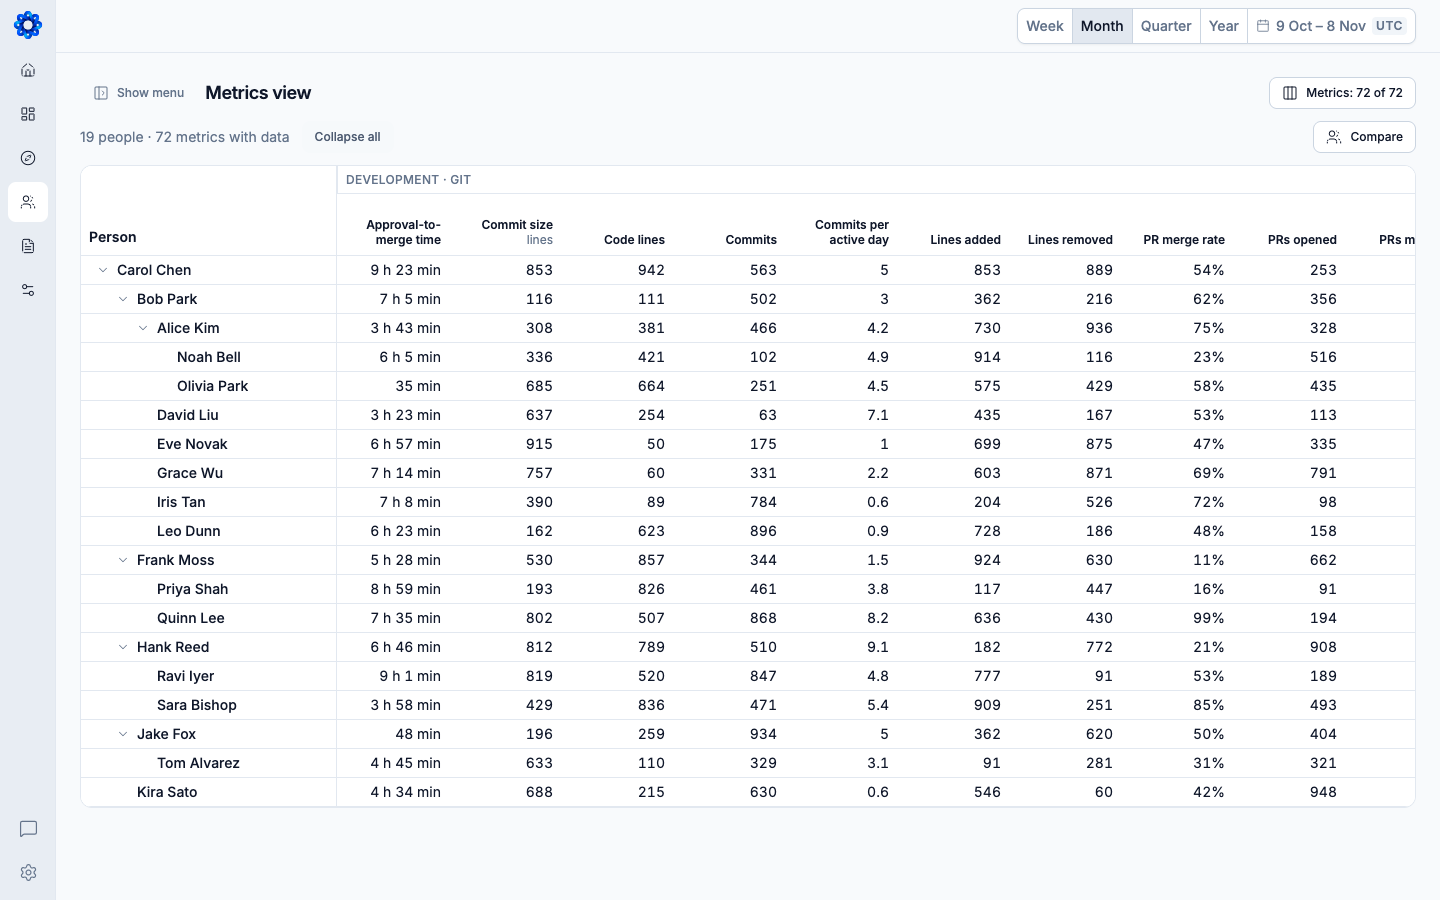 Week Month Quarter Year 9 Oct – 8 Nov UTC
Show menu Metrics view Metrics: 72 of 72
19 people · 72 metrics with data Collapse all Compare
DEVELOPMENT · GIT
Person Approval-to-merge time Commit size lines Code lines Commits Commits per active day Lines added Lines removed PR merge rate PRs opened PRs m
Carol Chen 9 h 23 min 853 942 563 5 853 889 54% 253
Bob Park 7 h 5 min 116 111 502 3 362 216 62% 356
Alice Kim 3 h 43 min 308 381 466 4.2 730 936 75% 328
Noah Bell 6 h 5 min 336 421 102 4.9 914 116 23% 516
Olivia Park 35 min 685 664 251 4.5 575 429 58% 435
David Liu 3 h 23 min 637 254 63 7.1 435 167 53% 113
Eve Novak 6 h 57 min 915 50 175 1 699 875 47% 335
Grace Wu 7 h 14 min 757 60 331 2.2 603 871 69% 791
Iris Tan 7 h 8 min 390 89 784 0.6 204 526 72% 98
Leo Dunn 6 h 23 min 162 623 896 0.9 728 186 48% 158
Frank Moss 5 h 28 min 530 857 344 1.5 924 630 11% 662
Priya Shah 8 h 59 min 193 826 461 3.8 117 447 16% 91
Quinn Lee 7 h 35 min 802 507 868 8.2 636 430 99% 194
Hank Reed 6 h 46 min 812 789 510 9.1 182 772 21% 908
Ravi Iyer 9 h 1 min 819 520 847 4.8 777 91 53% 189
Sara Bishop 3 h 58 min 429 836 471 5.4 909 251 85% 493
Jake Fox 48 min 196 259 934 5 362 620 50% 404
Tom Alvarez 4 h 45 min 633 110 329 3.1 91 281 31% 321
Kira Sato 4 h 34 min 688 215 630 0.6 546 60 42% 948